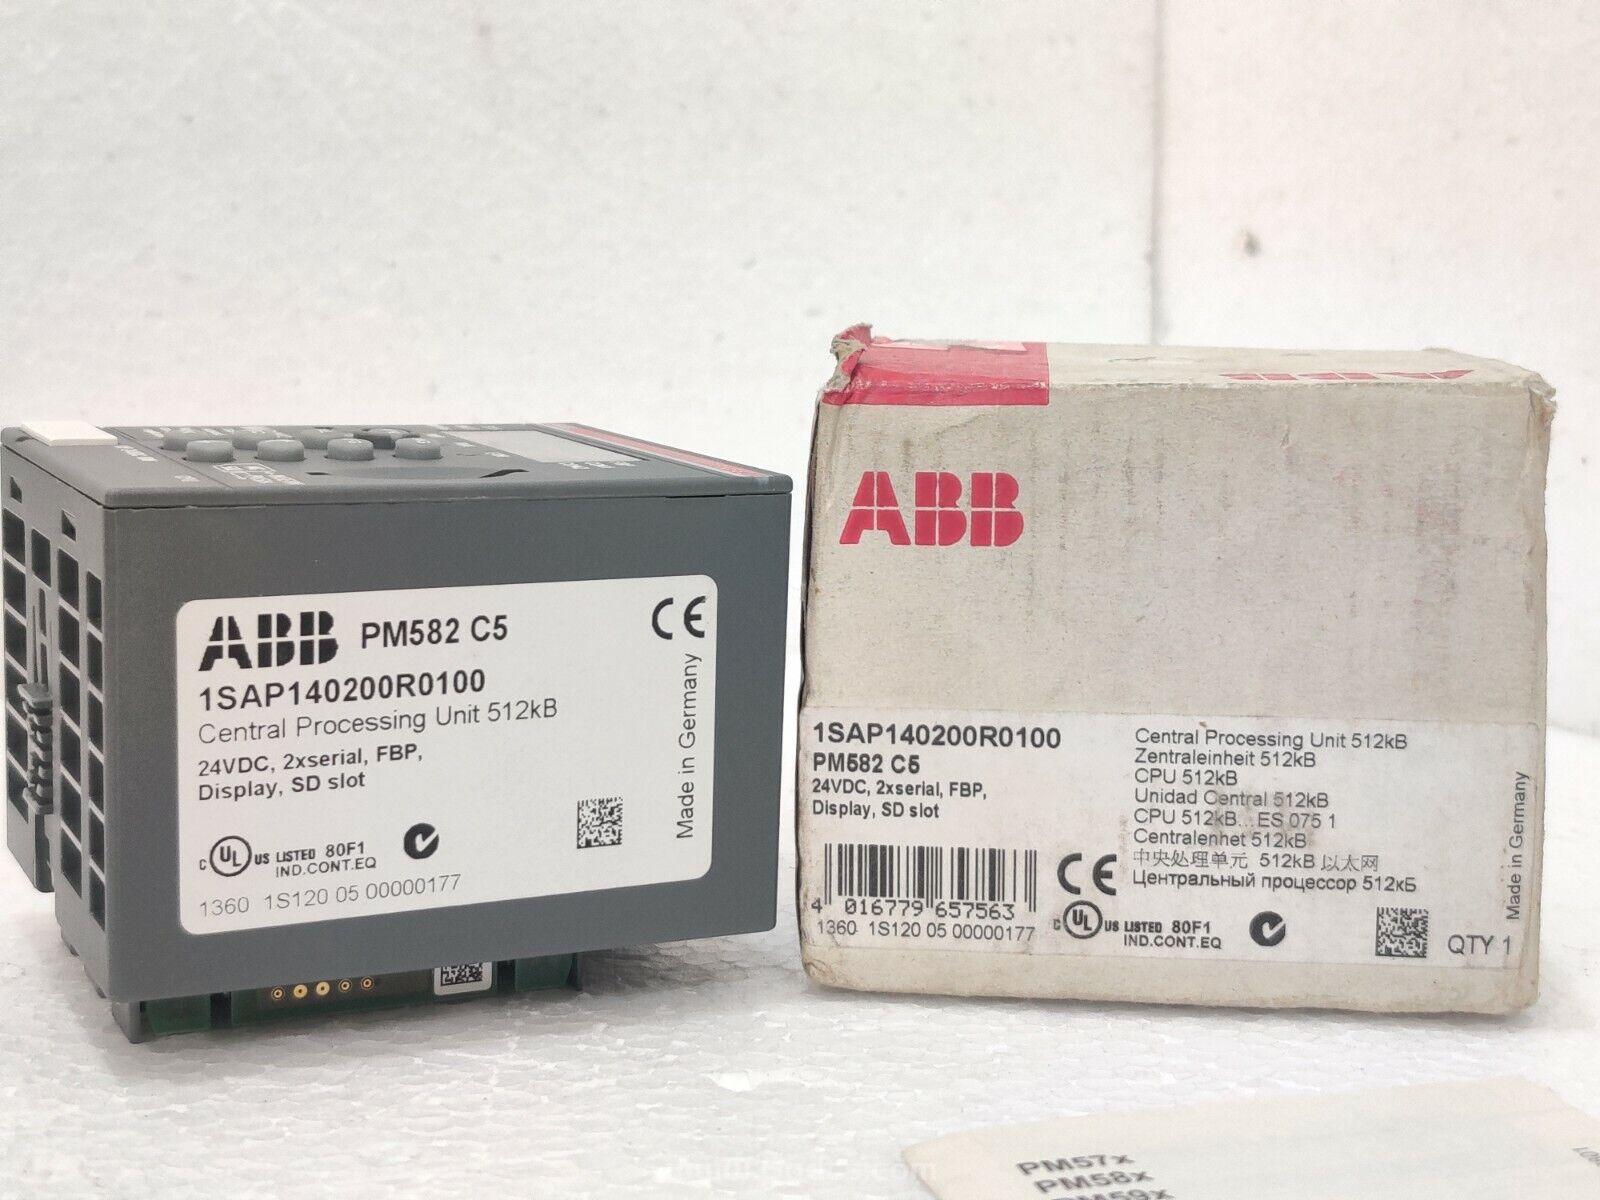 ABB PM582 C5
1SAP140200R0100
Central Processing Unit 512kB
24VDC, 2xserial, FBP,
Display, SD slot
CE
Made in Germany
c UL US LISTED 80F1
IND.CONT.EQ
1360 1S120 05 00000177
ABB
ABB
1SAP140200R0100
PM582 C5
24VDC, 2xserial, FBP,
Display, SD slot
4 016779 657563
1360 1S120 05 00000177
Central Processing Unit 512kB
Zentraleinheit 512kB
CPU 512kB
Unidad Central 512kB
CPU 512kB...ES 075 1
Centralenhet 512kB
中央处理单元 512kB 以太网
Центральный процессор 512кБ
CE
c UL US LISTED 80F1
IND.CONT.EQ
QTY 1
Made in Germany
PM57x
PM58x
PM59x